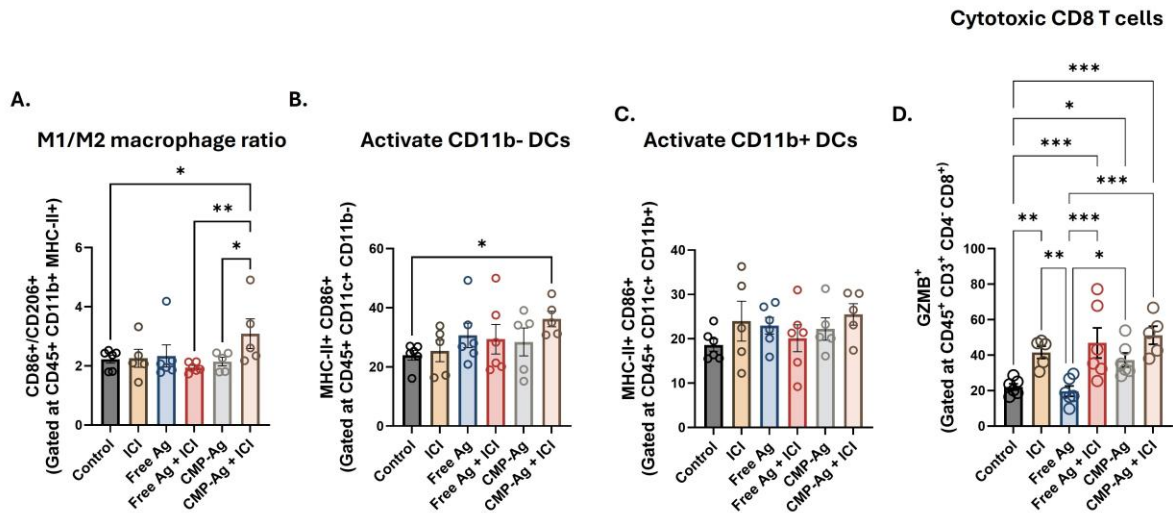 Cytotoxic CD8 T cells
A.
M1/M2 macrophage ratio
*
**
*
CD86+/CD206+
(Gated at CD45+ CD11b+ MHC-II+)
6
4
2
0
Control
ICI
Free Ag
Free Ag + ICI
CMP-Ag
CMP-Ag + ICI
B.
Activate CD11b- DCs
*
MHC-II+ CD86+
(Gated at CD45+ CD11c+ CD11b-)
60
40
20
0
Control
ICI
Free Ag
Free Ag + ICI
CMP-Ag
CMP-Ag + ICI
C.
Activate CD11b+ DCs
MHC-II+ CD86+
(Gated at CD45+ CD11c+ CD11b+)
40
30
20
10
0
Control
ICI
Free Ag
Free Ag + ICI
CMP-Ag
CMP-Ag + ICI
D.
***
*
***
***
** ***
** *
GZMB⁺
(Gated at CD45⁺ CD3⁺ CD4⁻ CD8⁺)
100
80
60
40
20
0
Control
ICI
Free Ag
Free Ag + ICI
CMP-Ag
CMP-Ag + ICI